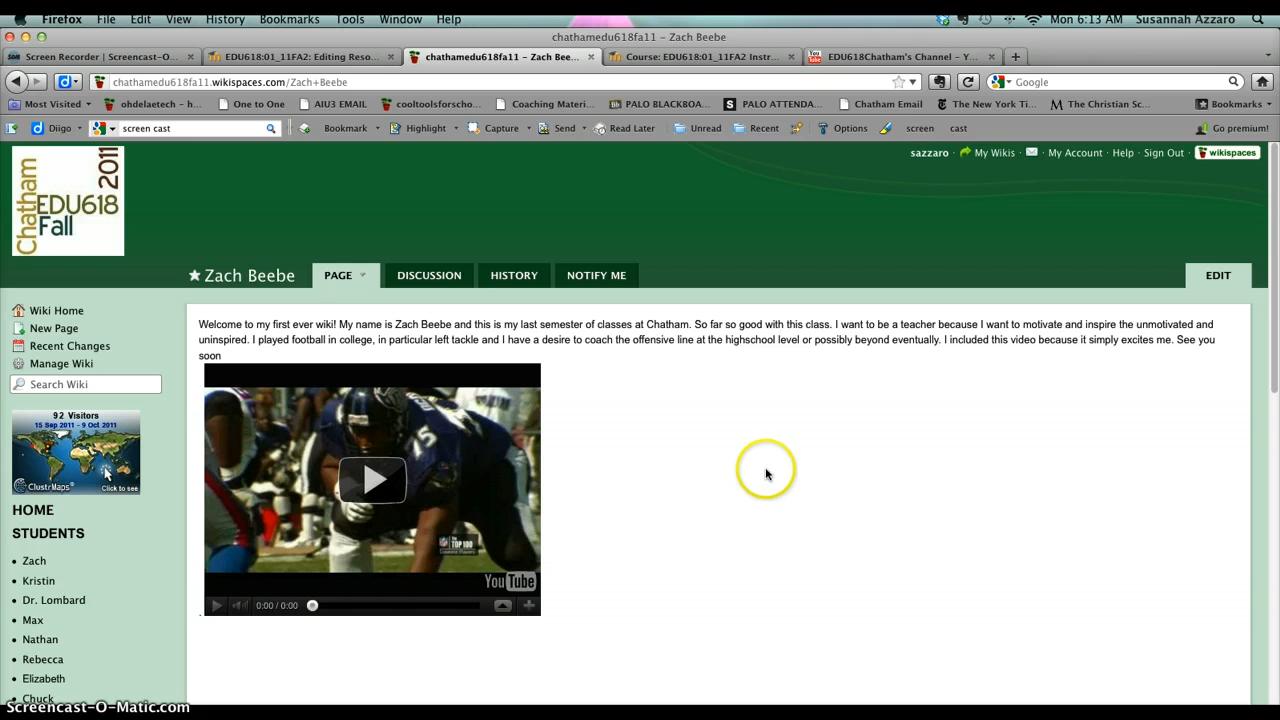 Firefox File Edit View History Bookmarks Tools Window Help Mon 6:13 AM Susannah Azzaro
chathamedu618fa11 - Zach Beebe
Screen Recorder | Screencast-O... EDU618:01_11FA2: Editing Reso... chathamedu618fa11 - Zach Bee... Course: EDU618:01_11FA2 Instr... EDU618Chatham's Channel - Y...
chathamedu618fa11.wikispaces.com/Zach+Beebe Google
Most Visited ohdelaetech - h... One to One AIU3 EMAIL cooltoolsforscho... Coaching Materi... PALO BLACKBOA... PALO ATTENDA... Chatham Email The New York Ti... The Christian Sc... Bookmarks
Diigo screen cast Bookmark Highlight Capture Send Read Later Unread Recent Options screen cast Go premium!
sazzaro · My Wikis · My Account · Help · Sign Out · wikispaces
Chatham
EDU618
Fall
2011
Zach Beebe PAGE DISCUSSION HISTORY NOTIFY ME EDIT
Wiki Home
New Page
Recent Changes
Manage Wiki
Search Wiki
92 Visitors
15 Sep 2011 - 9 Oct 2011
ClustrMaps Click to see
HOME
STUDENTS
Zach
Kristin
Dr. Lombard
Max
Nathan
Rebecca
Elizabeth
Chuck
Welcome to my first ever wiki! My name is Zach Beebe and this is my last semester of classes at Chatham. So far so good with this class. I want to be a teacher because I want to motivate and inspire the unmotivated and
uninspired. I played football in college, in particular left tackle and I have a desire to coach the offensive line at the highschool level or possibly beyond eventually. I included this video because it simply excites me. See you
soon
75
TOP 100
YouTube
0:00 / 0:00
.
Screencast-O-Matic.com